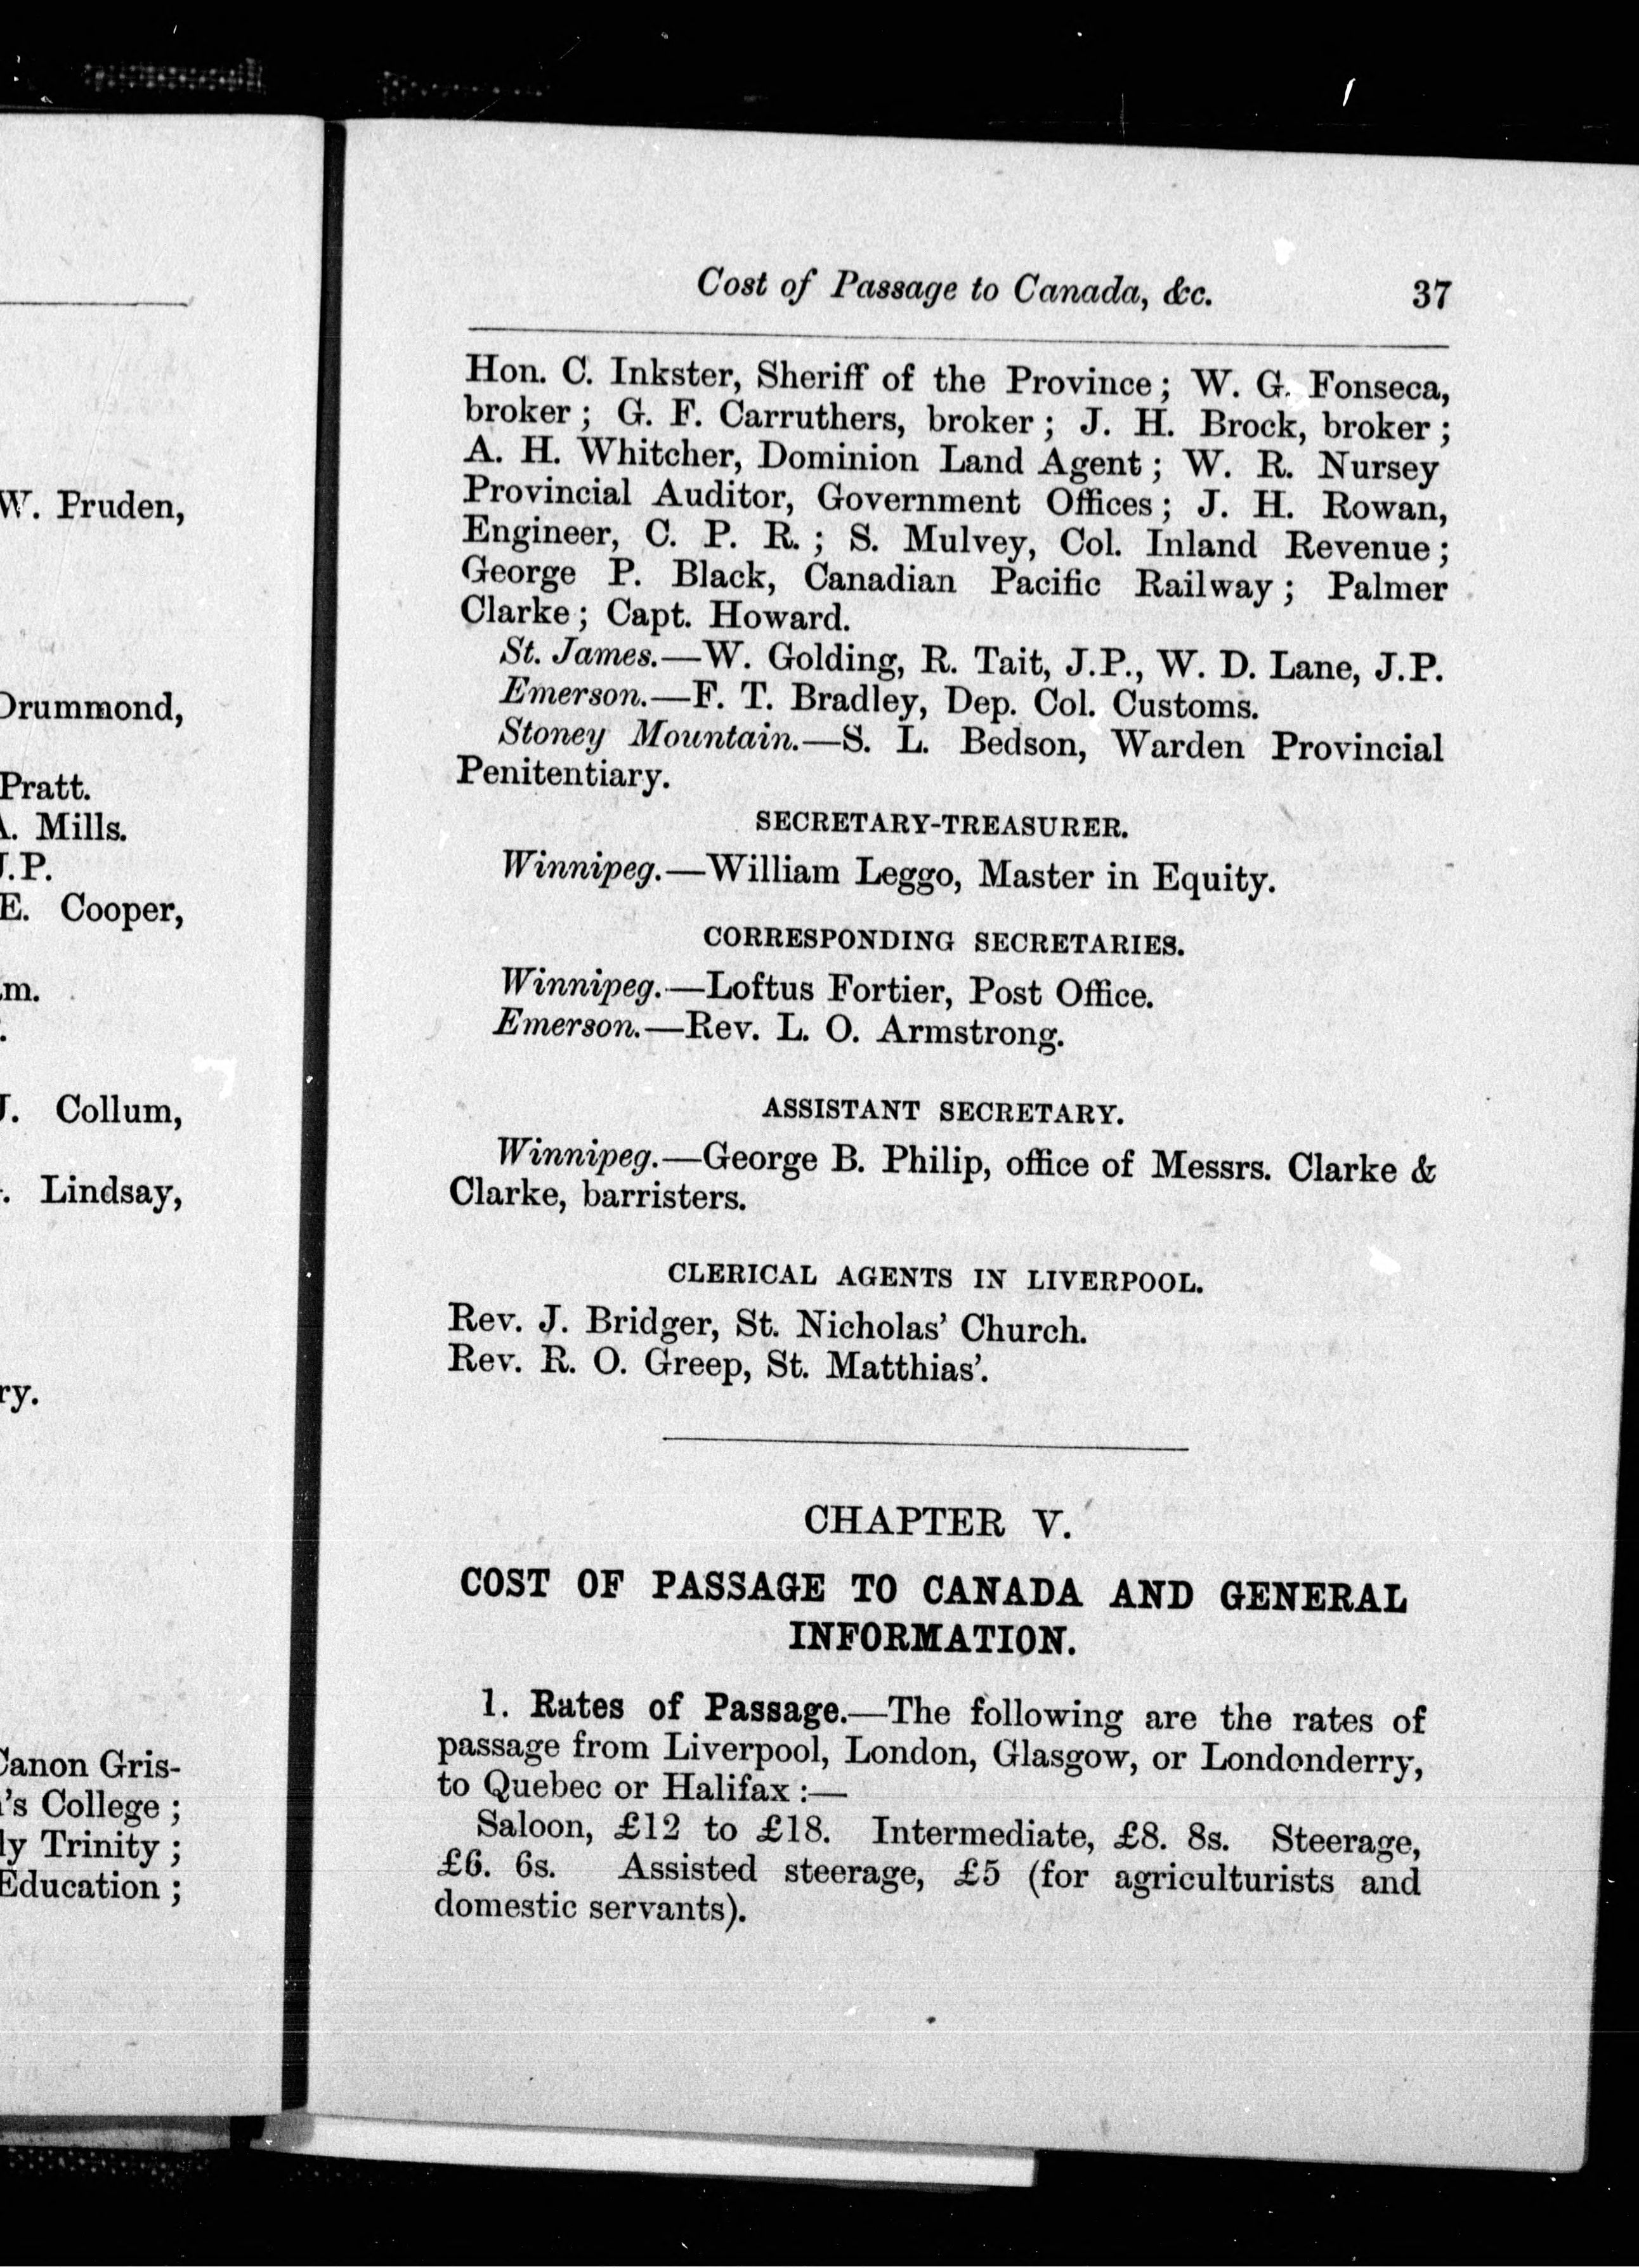 W. Pruden,
Drummond,
Pratt.
A. Mills.
J.P.
E. Cooper,
m.
J. Collum,
. Lindsay,
ry.
Canon Gris-
's College ;
ly Trinity ;
Education ;
Cost of Passage to Canada, &c. 37
Hon. C. Inkster, Sheriff of the Province; W. G. Fonseca,
broker; G. F. Carruthers, broker; J. H. Brock, broker;
A. H. Whitcher, Dominion Land Agent; W. R. Nursey
Provincial Auditor, Government Offices; J. H. Rowan,
Engineer, C. P. R.; S. Mulvey, Col. Inland Revenue;
George P. Black, Canadian Pacific Railway; Palmer
Clarke; Capt. Howard.
St. James.—W. Golding, R. Tait, J.P., W. D. Lane, J.P.
Emerson.—F. T. Bradley, Dep. Col. Customs.
Stoney Mountain.—S. L. Bedson, Warden Provincial
Penitentiary.
SECRETARY-TREASURER.
Winnipeg.—William Leggo, Master in Equity.
CORRESPONDING SECRETARIES.
Winnipeg.—Loftus Fortier, Post Office.
Emerson.—Rev. L. O. Armstrong.
ASSISTANT SECRETARY.
Winnipeg.—George B. Philip, office of Messrs. Clarke &
Clarke, barristers.
CLERICAL AGENTS IN LIVERPOOL.
Rev. J. Bridger, St. Nicholas' Church.
Rev. R. O. Greep, St. Matthias'.
CHAPTER V.
COST OF PASSAGE TO CANADA AND GENERAL
INFORMATION.
1. Rates of Passage.—The following are the rates of
passage from Liverpool, London, Glasgow, or Londonderry,
to Quebec or Halifax :—
Saloon, £12 to £18. Intermediate, £8. 8s. Steerage,
£6. 6s. Assisted steerage, £5 (for agriculturists and
domestic servants).